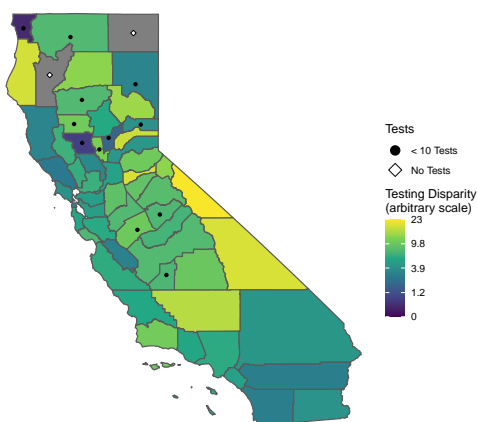 Tests
< 10 Tests
No Tests
Testing Disparity
(arbitrary scale)
23
9.8
3.9
1.2
0